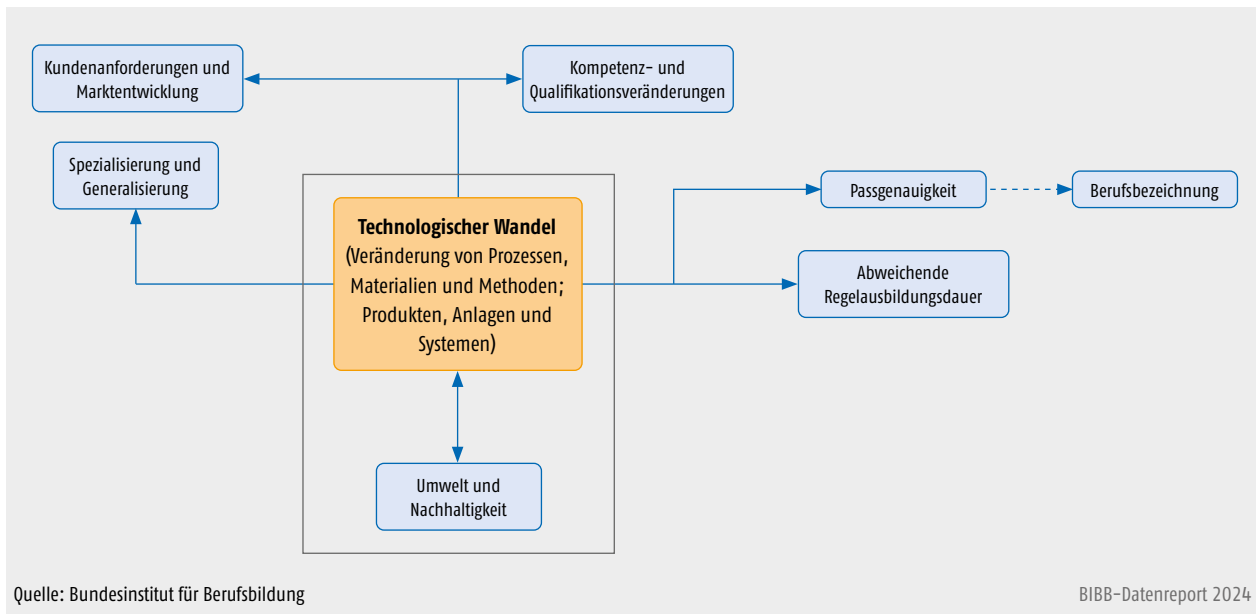 Kundenanforderungen und
Marktentwicklung
Kompetenz- und
Qualifikationsveränderungen
Spezialisierung und
Generalisierung
Technologischer Wandel
(Veränderung von Prozessen,
Materialien und Methoden;
Produkten, Anlagen und
Systemen)
Passgenauigkeit
Berufsbezeichnung
Abweichende
Regelausbildungsdauer
Umwelt und
Nachhaltigkeit
Quelle: Bundesinstitut für Berufsbildung
BIBB-Datenreport 2024